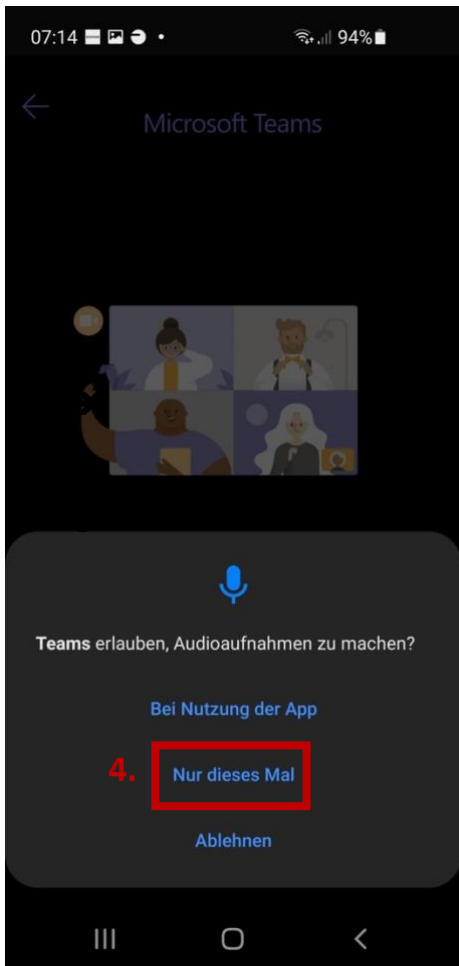 07:14 94%
Microsoft Teams
Teams erlauben, Audioaufnahmen zu machen?
Bei Nutzung der App
4. Nur dieses Mal
Ablehnen